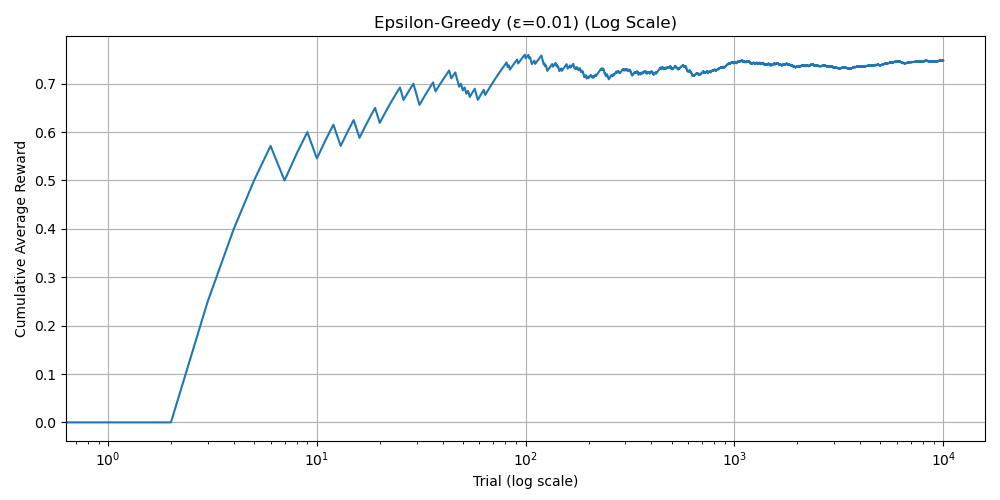 Epsilon-Greedy (ε=0.01) (Log Scale)
Cumulative Average Reward
0.7
0.6
0.5
0.4
0.3
0.2
0.1
0.0
10⁰ 10¹ 10² 10³ 10⁴
Trial (log scale)